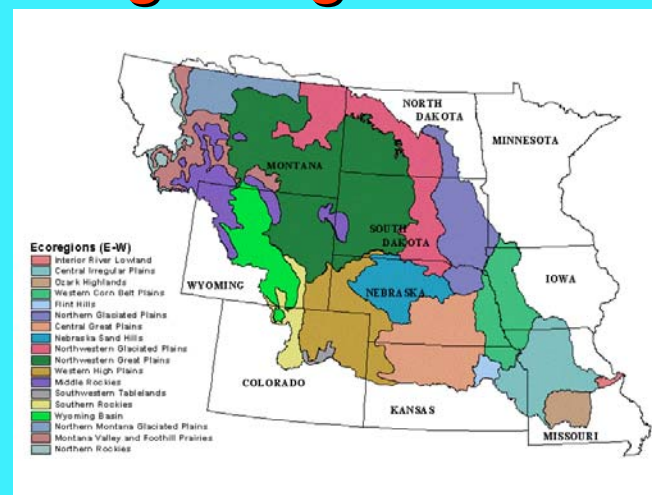 NORTH
DAKOTA
MINNESOTA
MONTANA
SOUTH
DAKOTA
WYOMING
NEBRASKA
IOWA
COLORADO
KANSAS
MISSOURI
Ecoregions (E-W)
Interior River Lowland
Central Irregular Plains
Ozark Highlands
Western Corn Belt Plains
Flint Hills
Northern Glaciated Plains
Central Great Plains
Nebraska Sand Hills
Northwestern Glaciated Plains
Northwestern Great Plains
Western High Plains
Middle Rockies
Southwestern Tablelands
Southern Rockies
Wyoming Basin
Northern Montana Glaciated Plains
Montana Valley and Foothill Prairies
Northern Rockies